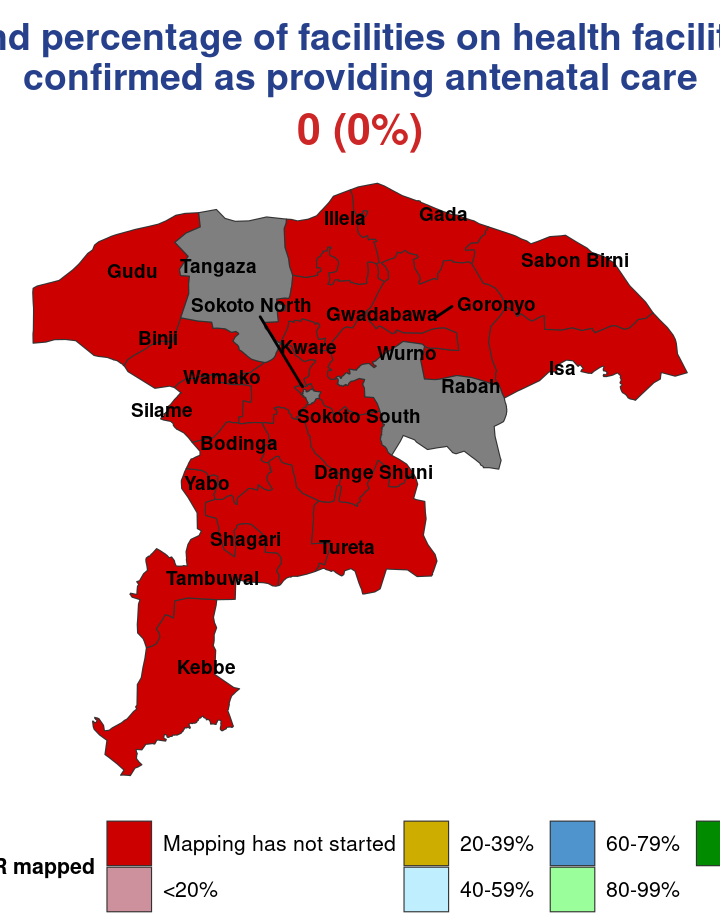 percentage of facilities on health
confirmed as providing antenatal care
0 (0%)
Illela
Gada
Sabon Birni
Gudu
Tangaza
Sokoto North
Gwadabawa
Goronyo
Binji
Kware
Wurno
Isa
Wamako
Rabah
Silame
Sokoto South
Bodinga
Dange Shuni
Yabo
Shagari
Tureta
Tambuwal
Kebbe
Mapping has not started
20-39%
60-79%
mapped
<20%
40-59%
80-99%